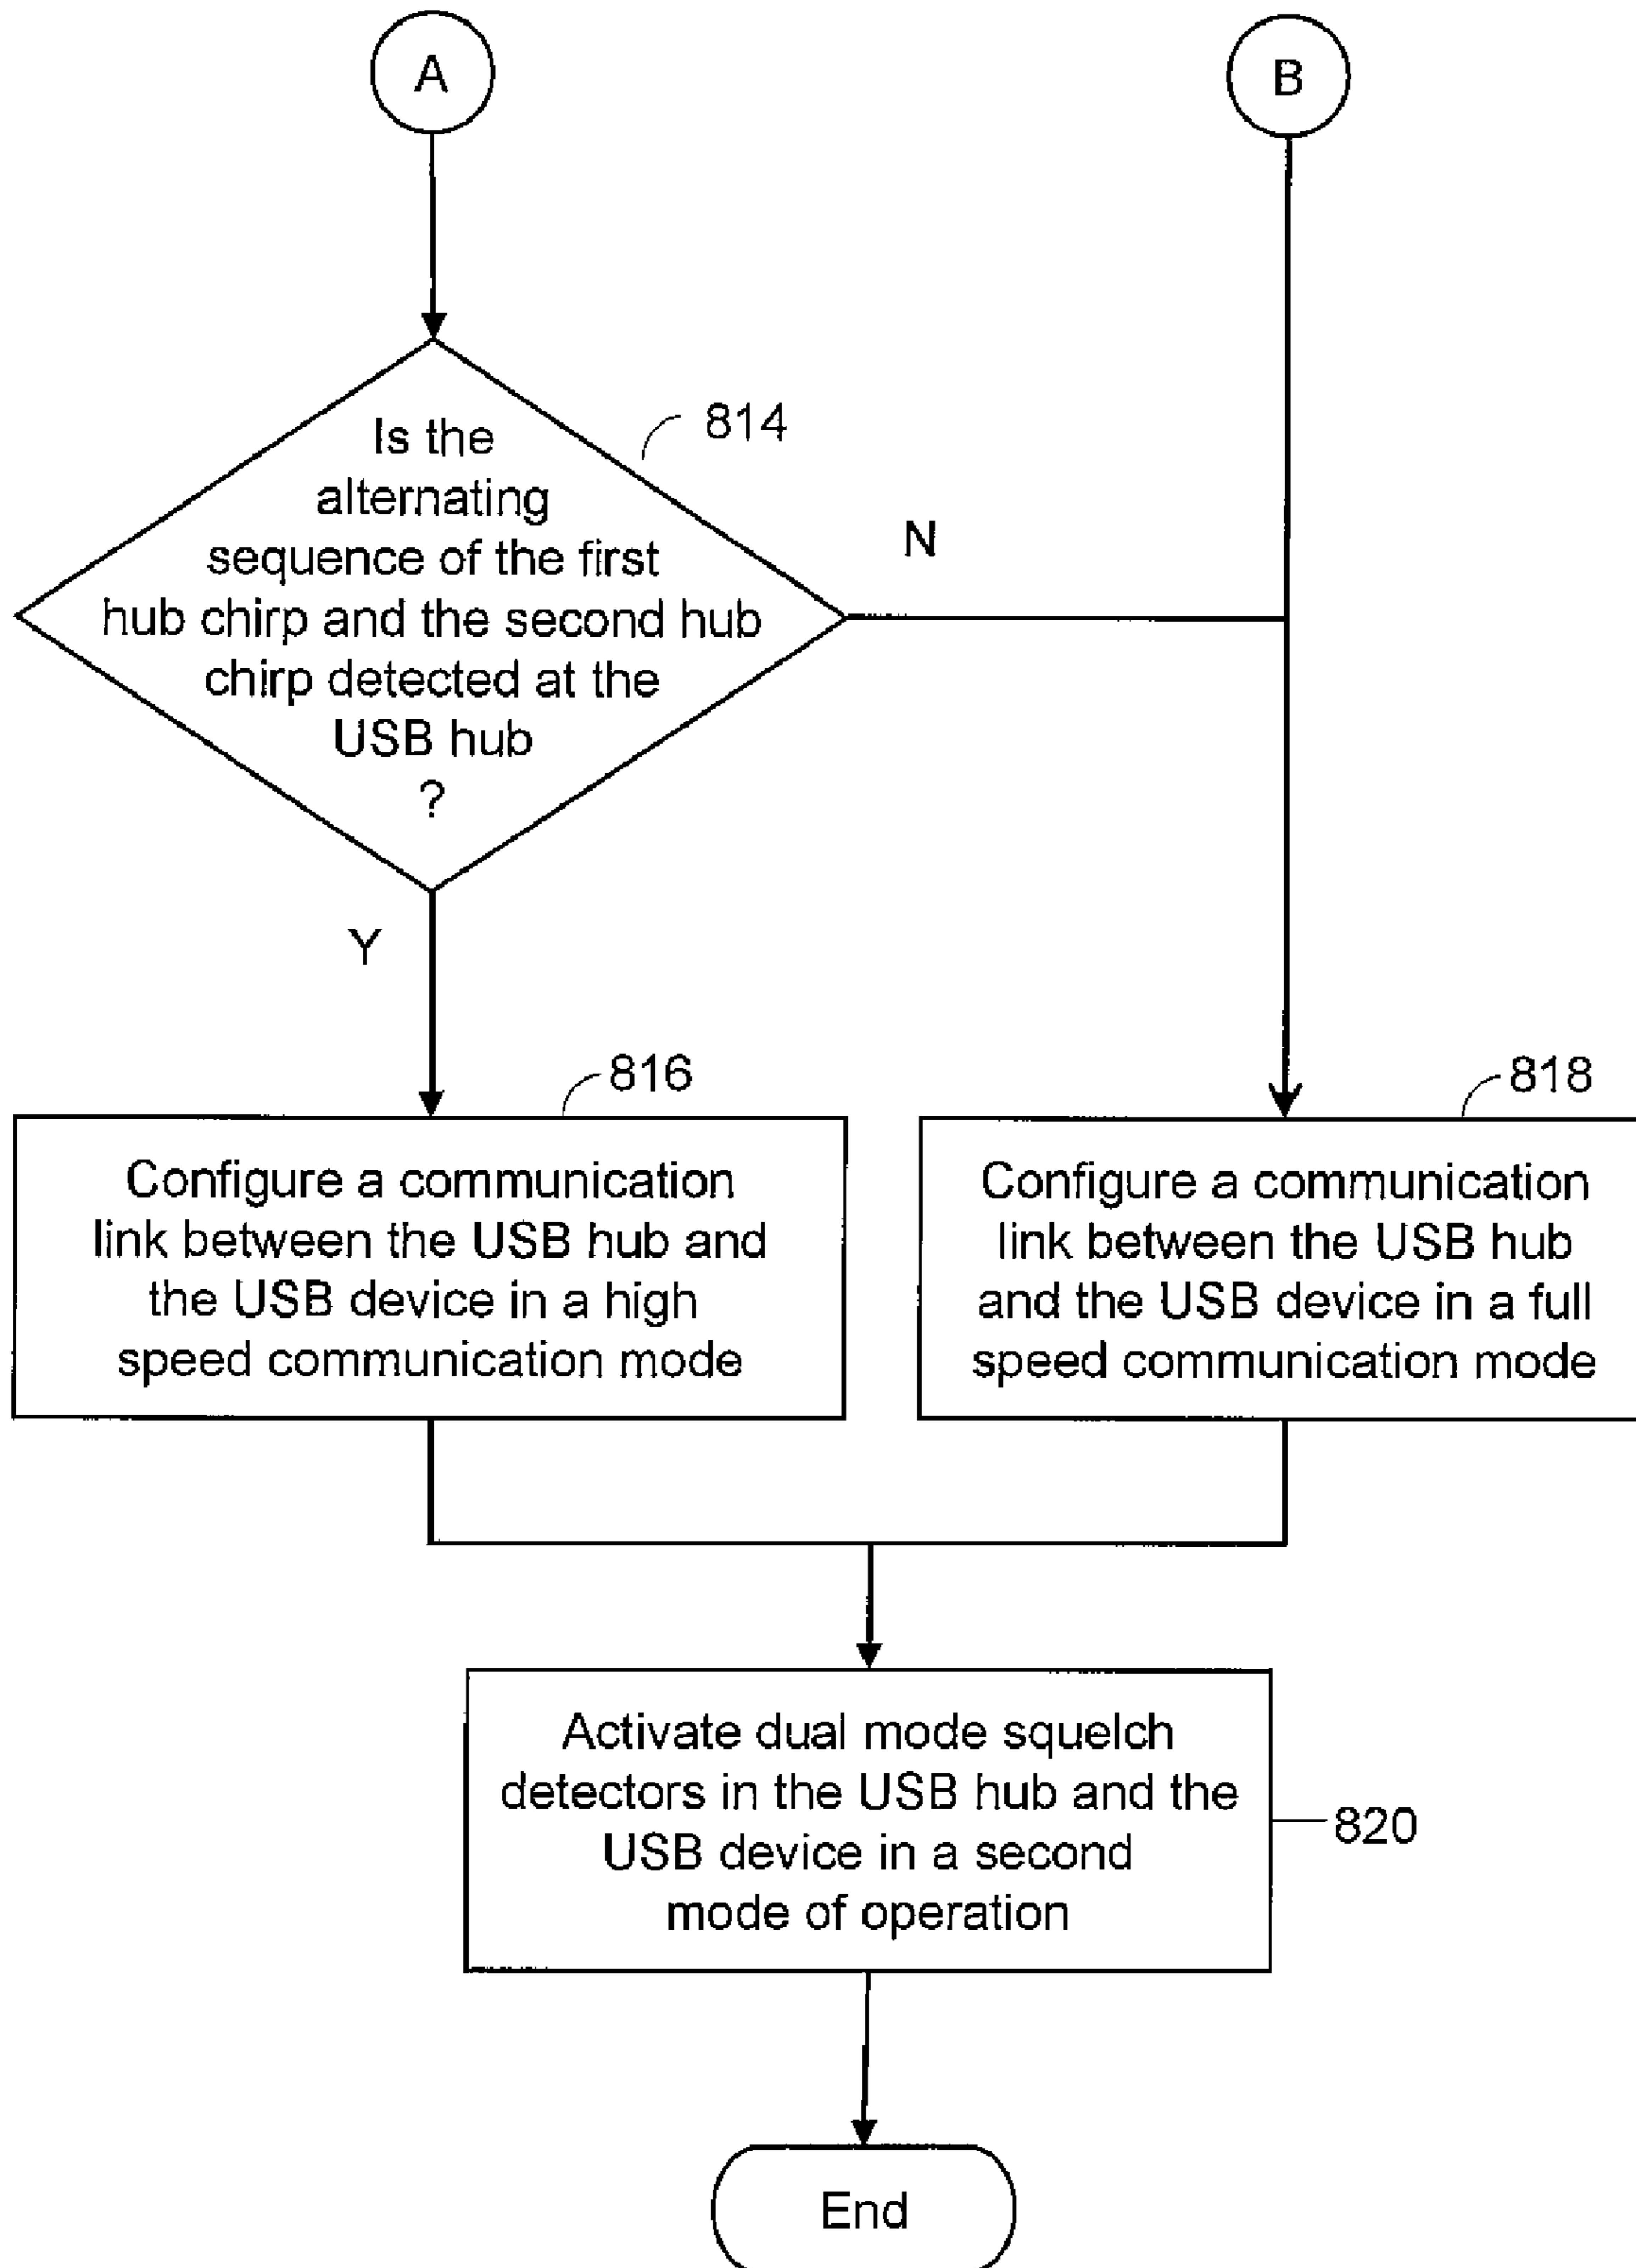 A
B
Is the
alternating
sequence of the first
hub chirp and the second hub
chirp detected at the
USB hub
?
814
N
Y
816
Configure a communication
link between the USB hub and
the USB device in a high
speed communication mode
818
Configure a communication
link between the USB hub
and the USB device in a full
speed communication mode
Activate dual mode squelch
detectors in the USB hub and the
USB device in a second
mode of operation
820
End